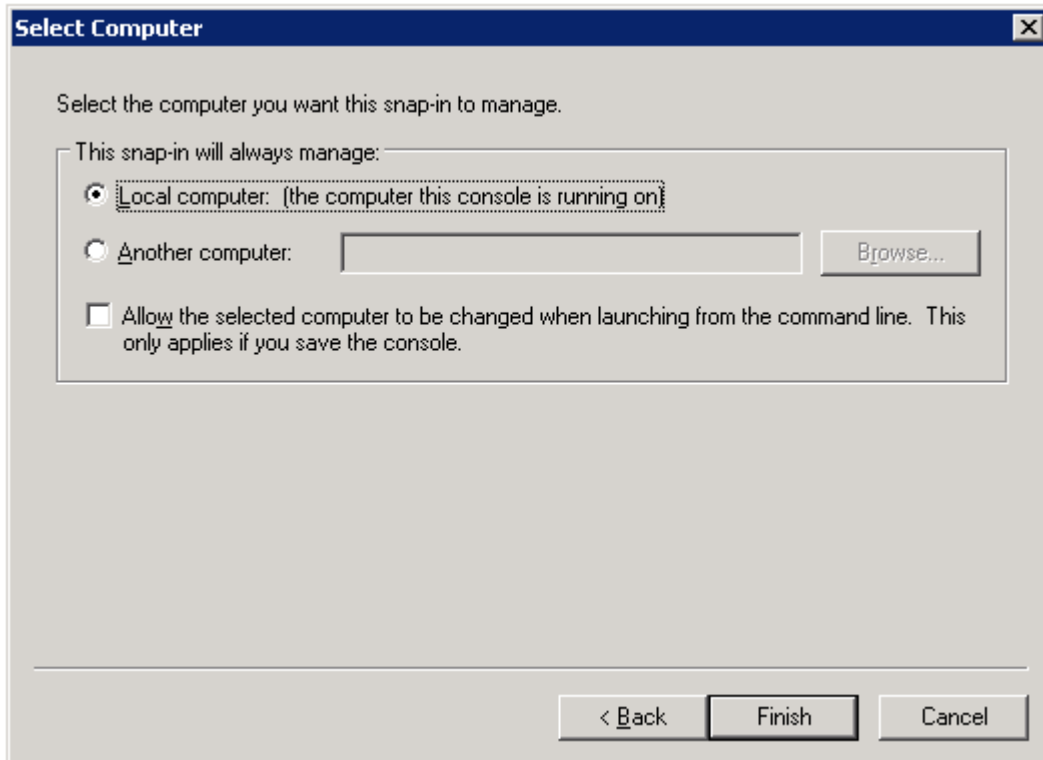 Select Computer
Select the computer you want this snap-in to manage.
This snap-in will always manage:
Local computer:  (the computer this console is running on)
Another computer:
Browse...
Allow the selected computer to be changed when launching from the command line.  This
only applies if you save the console.
< Back
Finish
Cancel